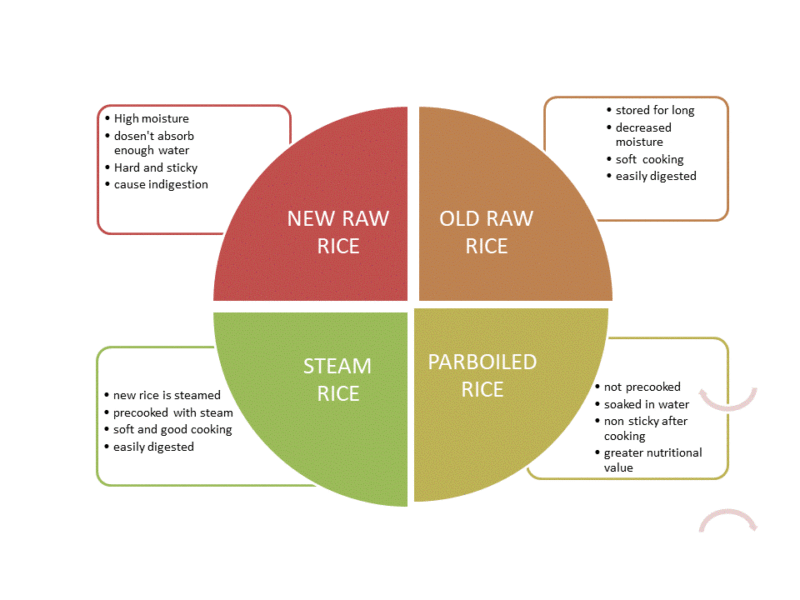 • High moisture
• dosen't absorb
enough water
• Hard and sticky
• cause indigestion
• stored for long
• decreased
moisture
• soft cooking
• easily digested
NEW RAW
RICE
OLD RAW
RICE
STEAM
RICE
PARBOILED
RICE
• new rice is steamed
• precooked with steam
• soft and good cooking
• easily digested
• not precooked
• soaked in water
• non sticky after
cooking
• greater nutritional
value